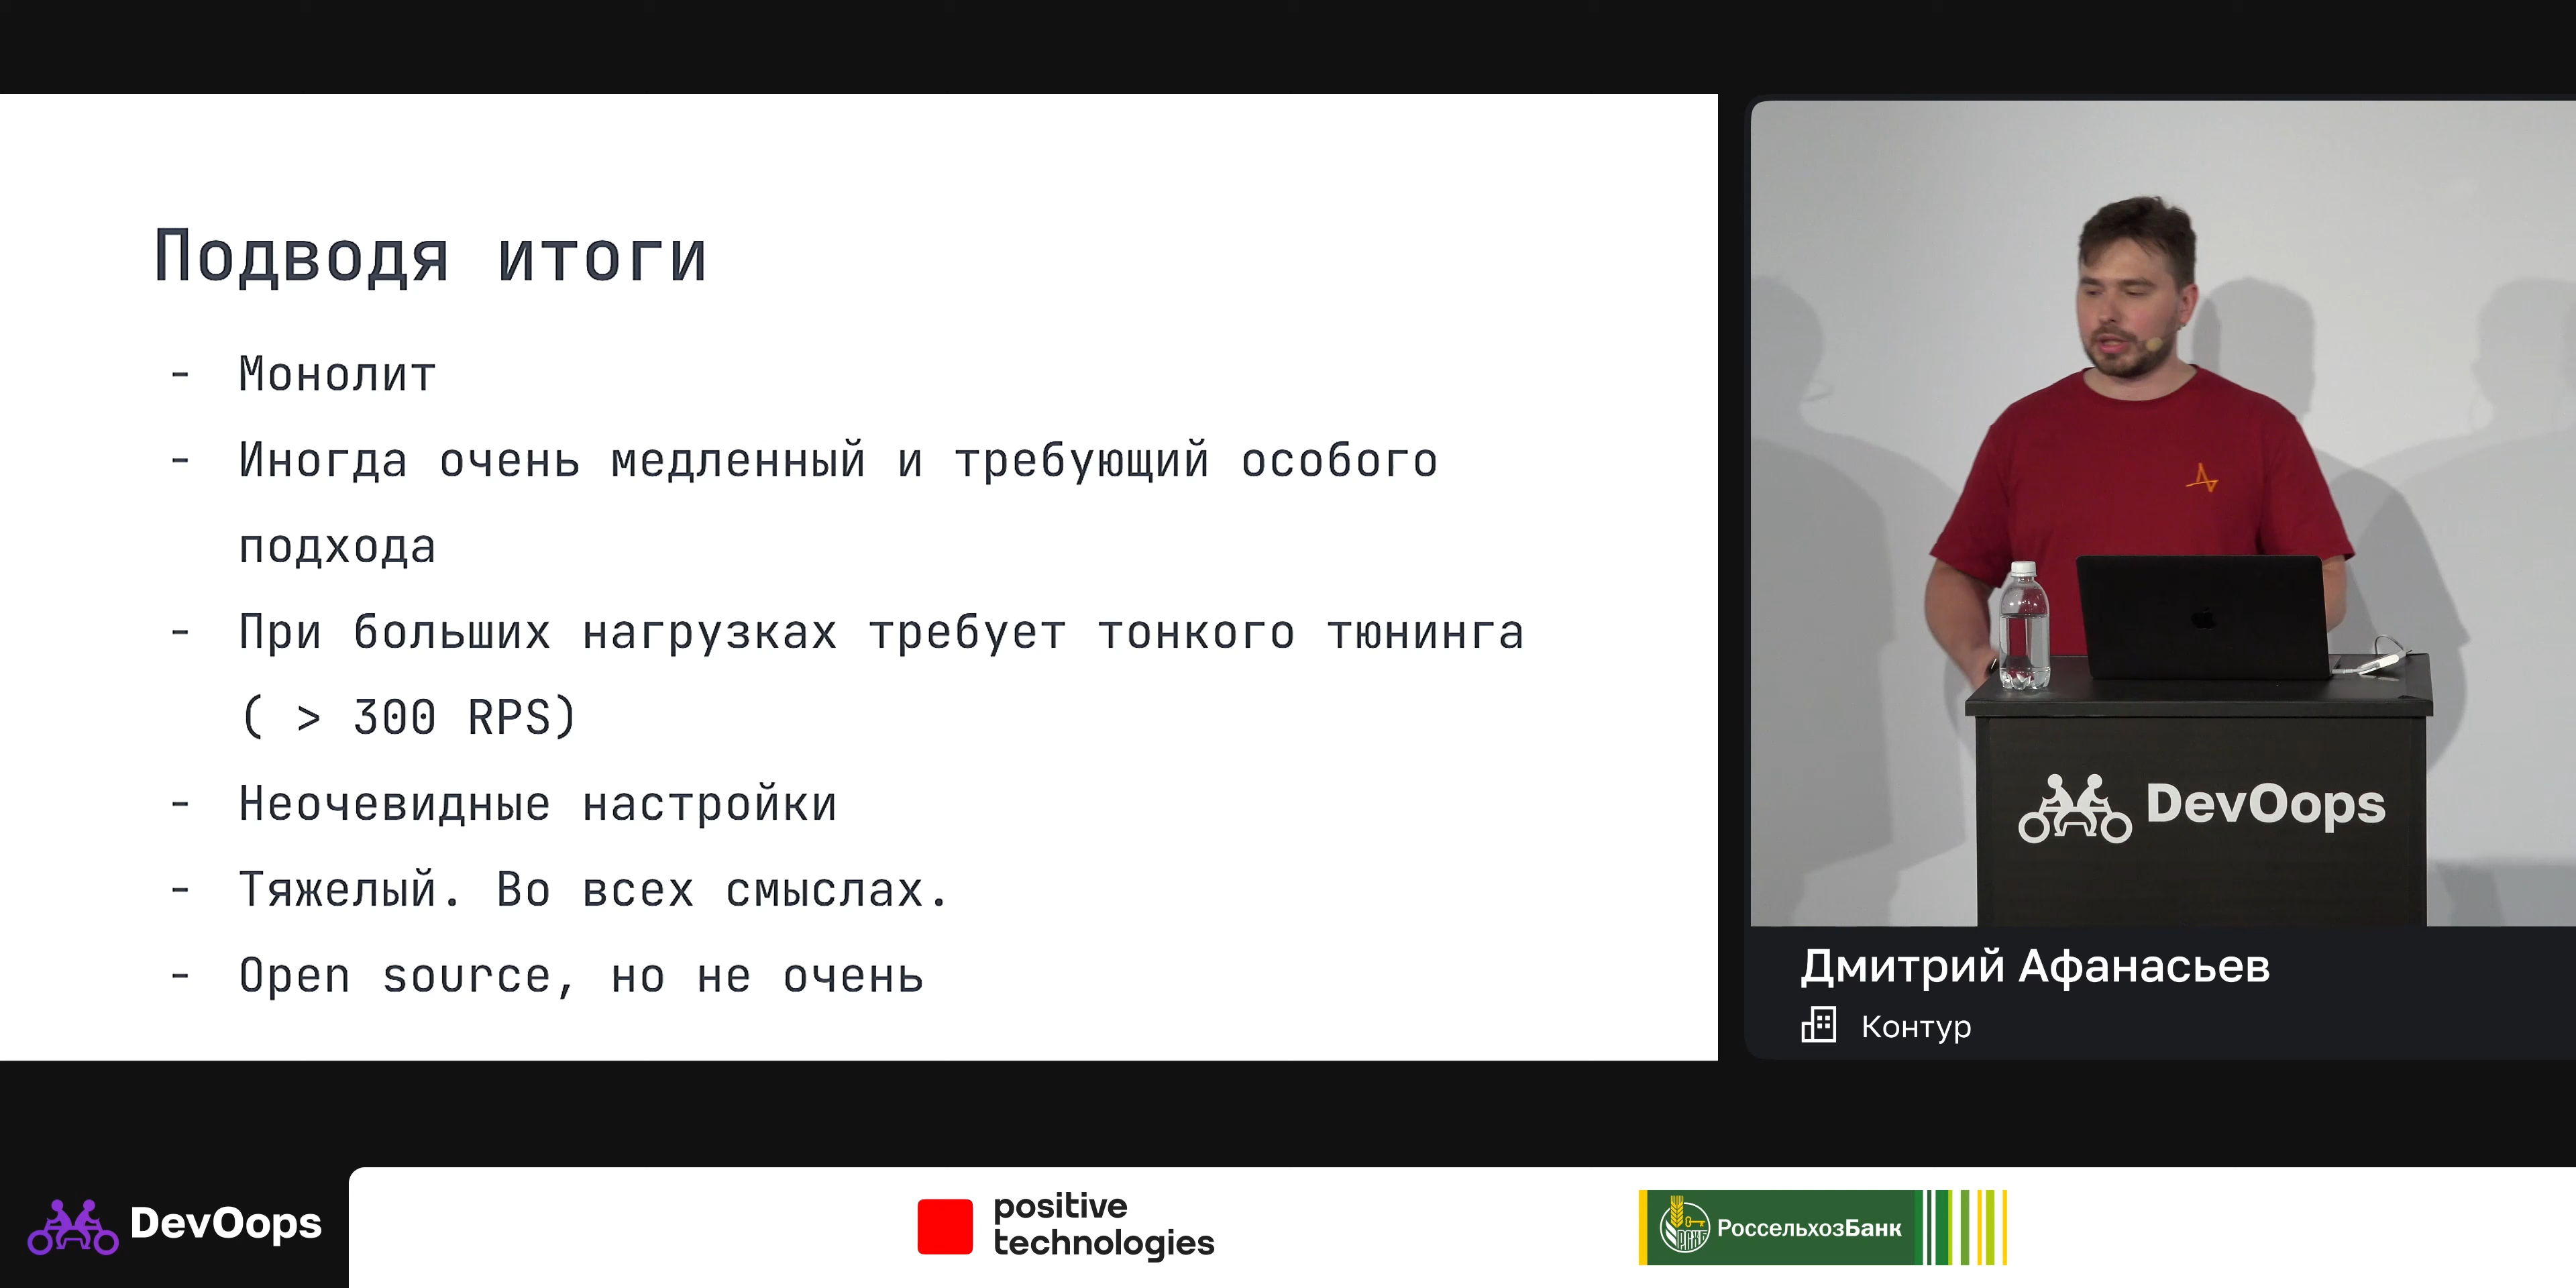 Подводя итоги
- Монолит
- Иногда очень медленный и требующий особого
подхода
- При больших нагрузках требует тонкого тюнинга
( > 300 RPS)
- Неочевидные настройки
- Тяжелый. Во всех смыслах.
- Open source, но не очень
DevOops
Дмитрий Афанасьев
Контур
DevOops
positive
technologies
РСХБ
РоссельхозБанк